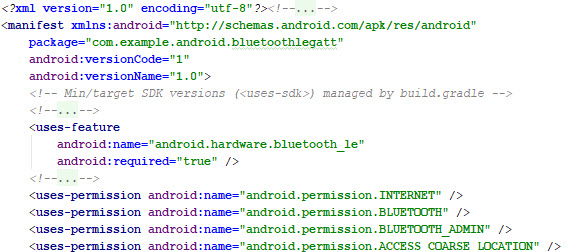 <?xml version="1.0" encoding="utf-8"?><!--...-->
<manifest xmlns:android="http://schemas.android.com/apk/res/android"
package="com.example.android.bluetoothlegatt"
android:versionCode="1"
android:versionName="1.0">
<!-- Min/target SDK versions (<uses-sdk>) managed by build.gradle -->
<!--...-->
<uses-feature
android:name="android.hardware.bluetooth_le"
android:required="true" />
<!--...-->
<uses-permission android:name="android.permission.INTERNET" />
<uses-permission android:name="android.permission.BLUETOOTH" />
<uses-permission android:name="android.permission.BLUETOOTH_ADMIN" />
<uses-permission android:name="android.permission.ACCESS_COARSE_LOCATION" />